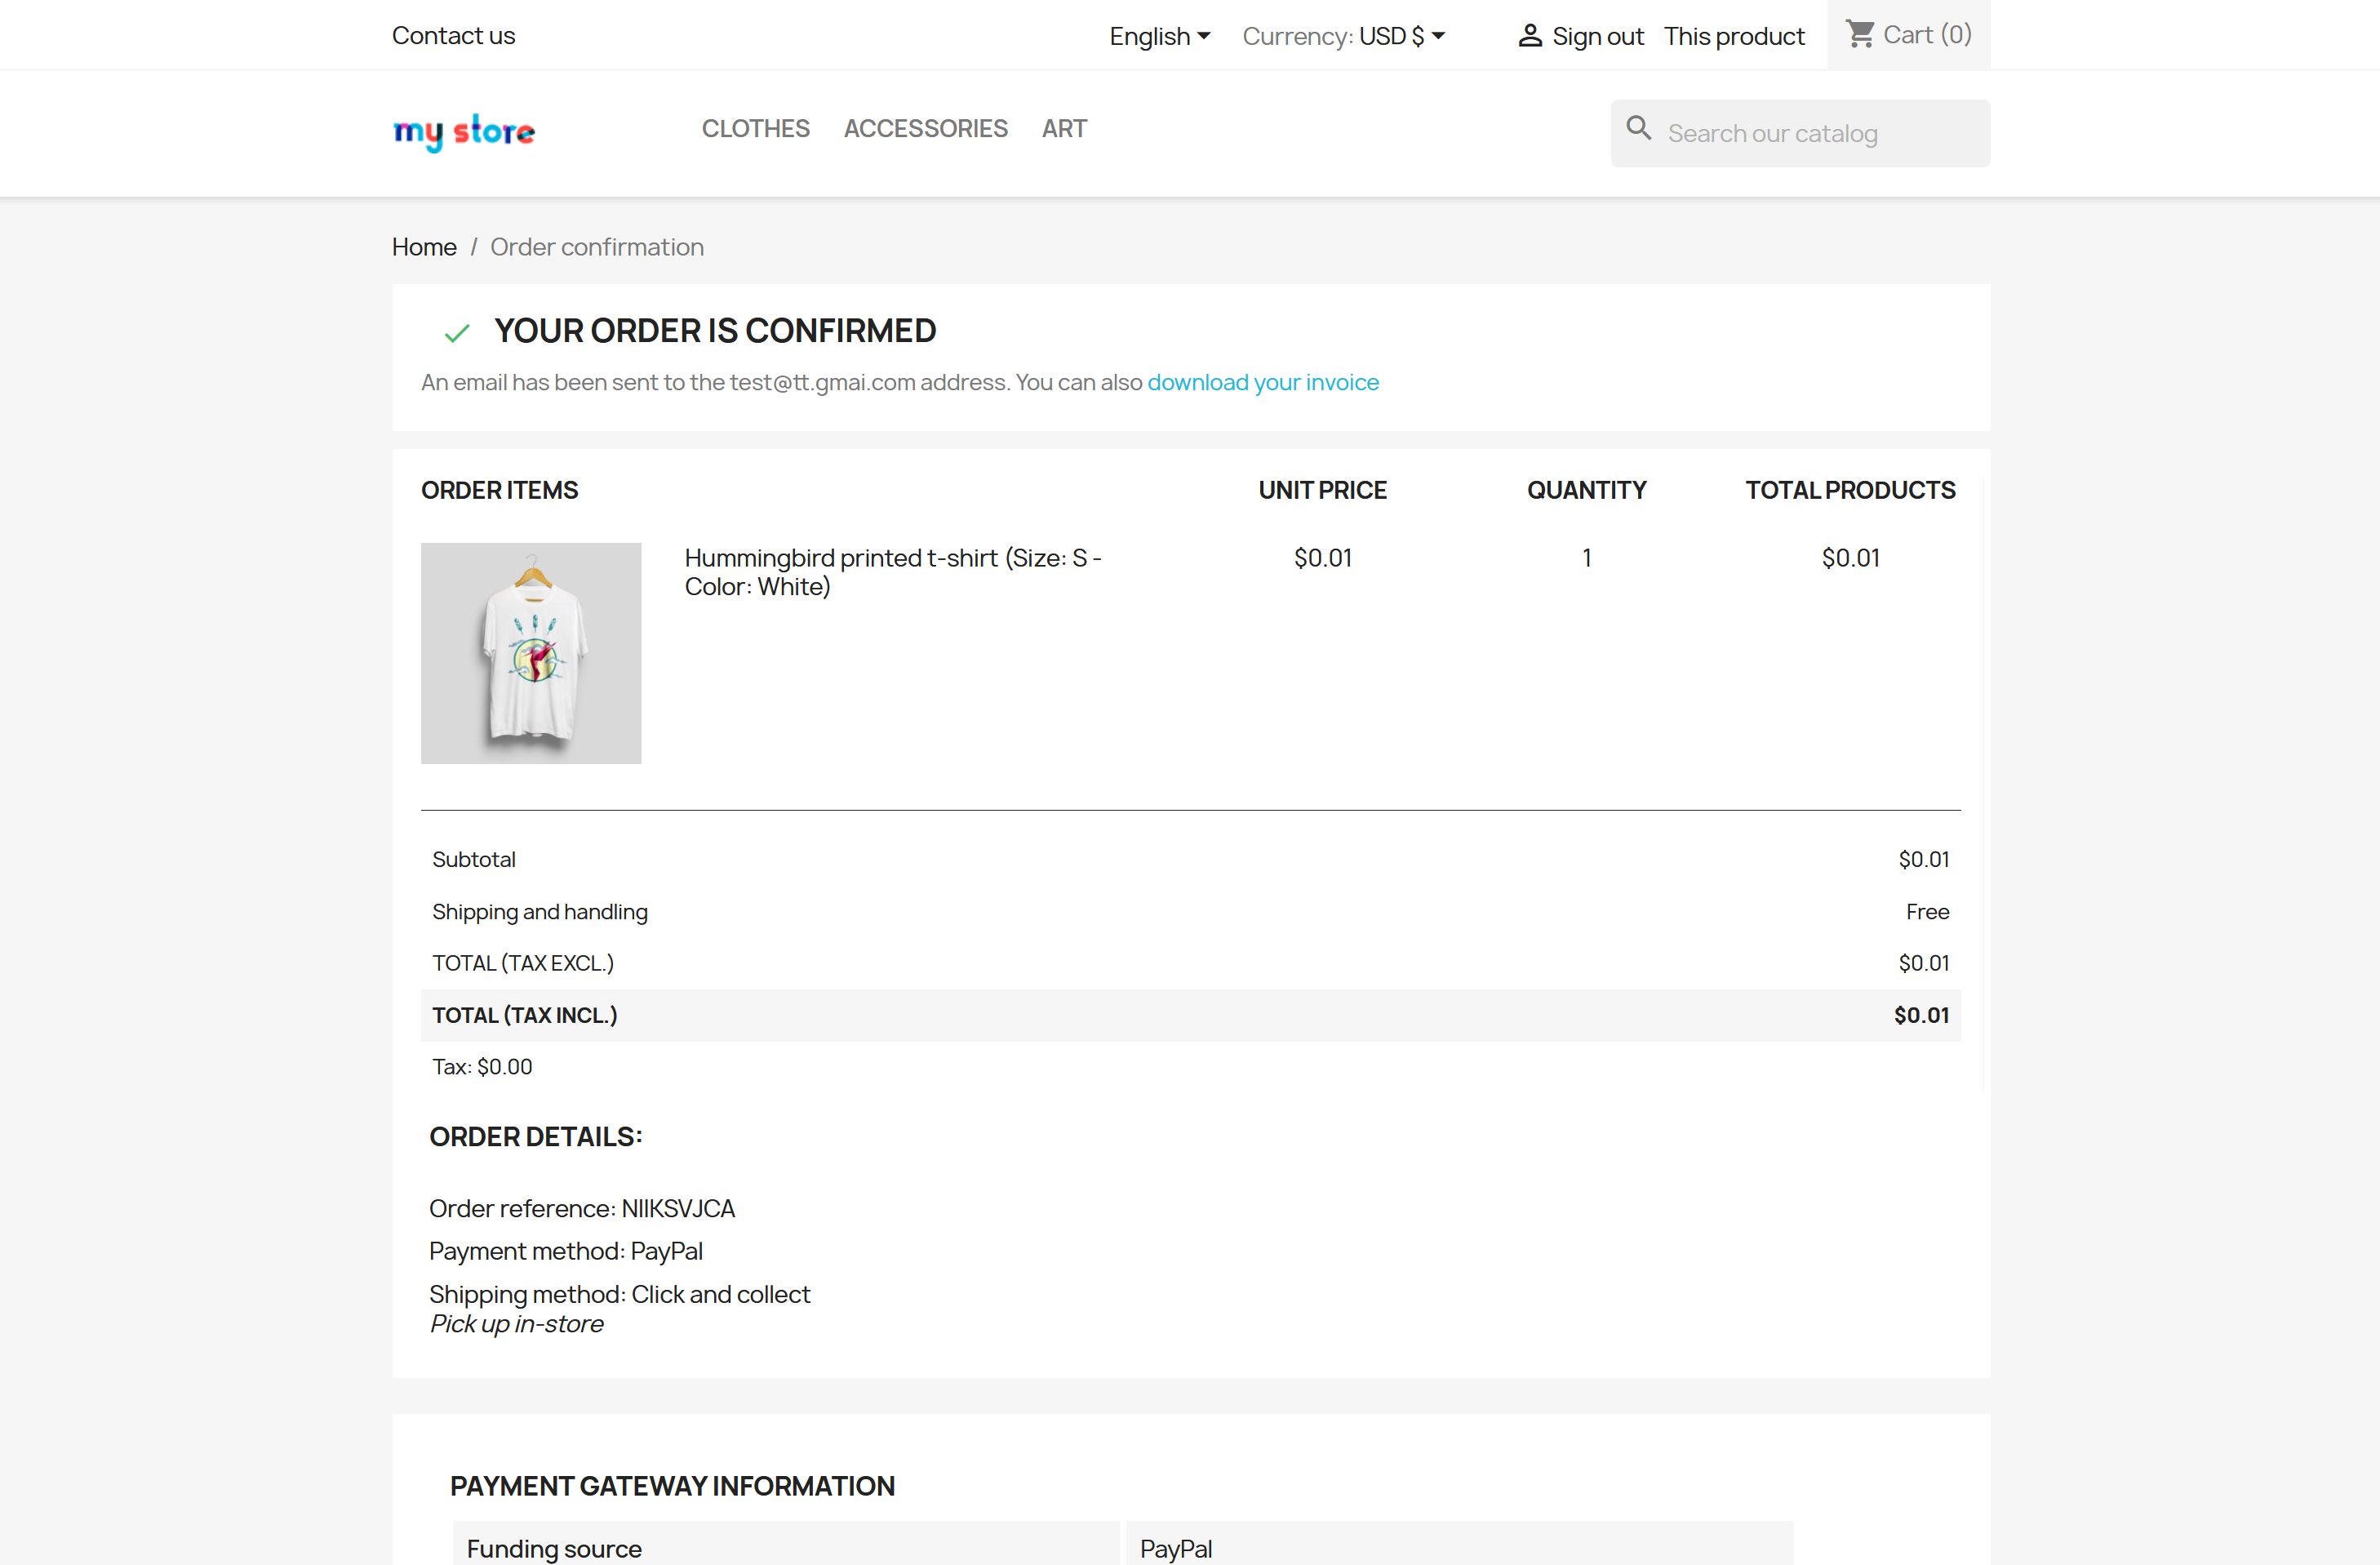 Contact us
English
Currency: USD $
Sign out
This product
Cart (0)
my store
CLOTHES
ACCESSORIES
ART
Search our catalog
Home / Order confirmation
YOUR ORDER IS CONFIRMED
An email has been sent to the test@tt.gmai.com address. You can also download your invoice
ORDER ITEMS
UNIT PRICE
QUANTITY
TOTAL PRODUCTS
Hummingbird printed t-shirt (Size: S -
Color: White)
$0.01
1
$0.01
Subtotal
$0.01
Shipping and handling
Free
TOTAL (TAX EXCL.)
$0.01
TOTAL (TAX INCL.)
$0.01
Tax: $0.00
ORDER DETAILS:
Order reference: NIIKSVJCA
Payment method: PayPal
Shipping method: Click and collect
Pick up in-store
PAYMENT GATEWAY INFORMATION
Funding source
PayPal